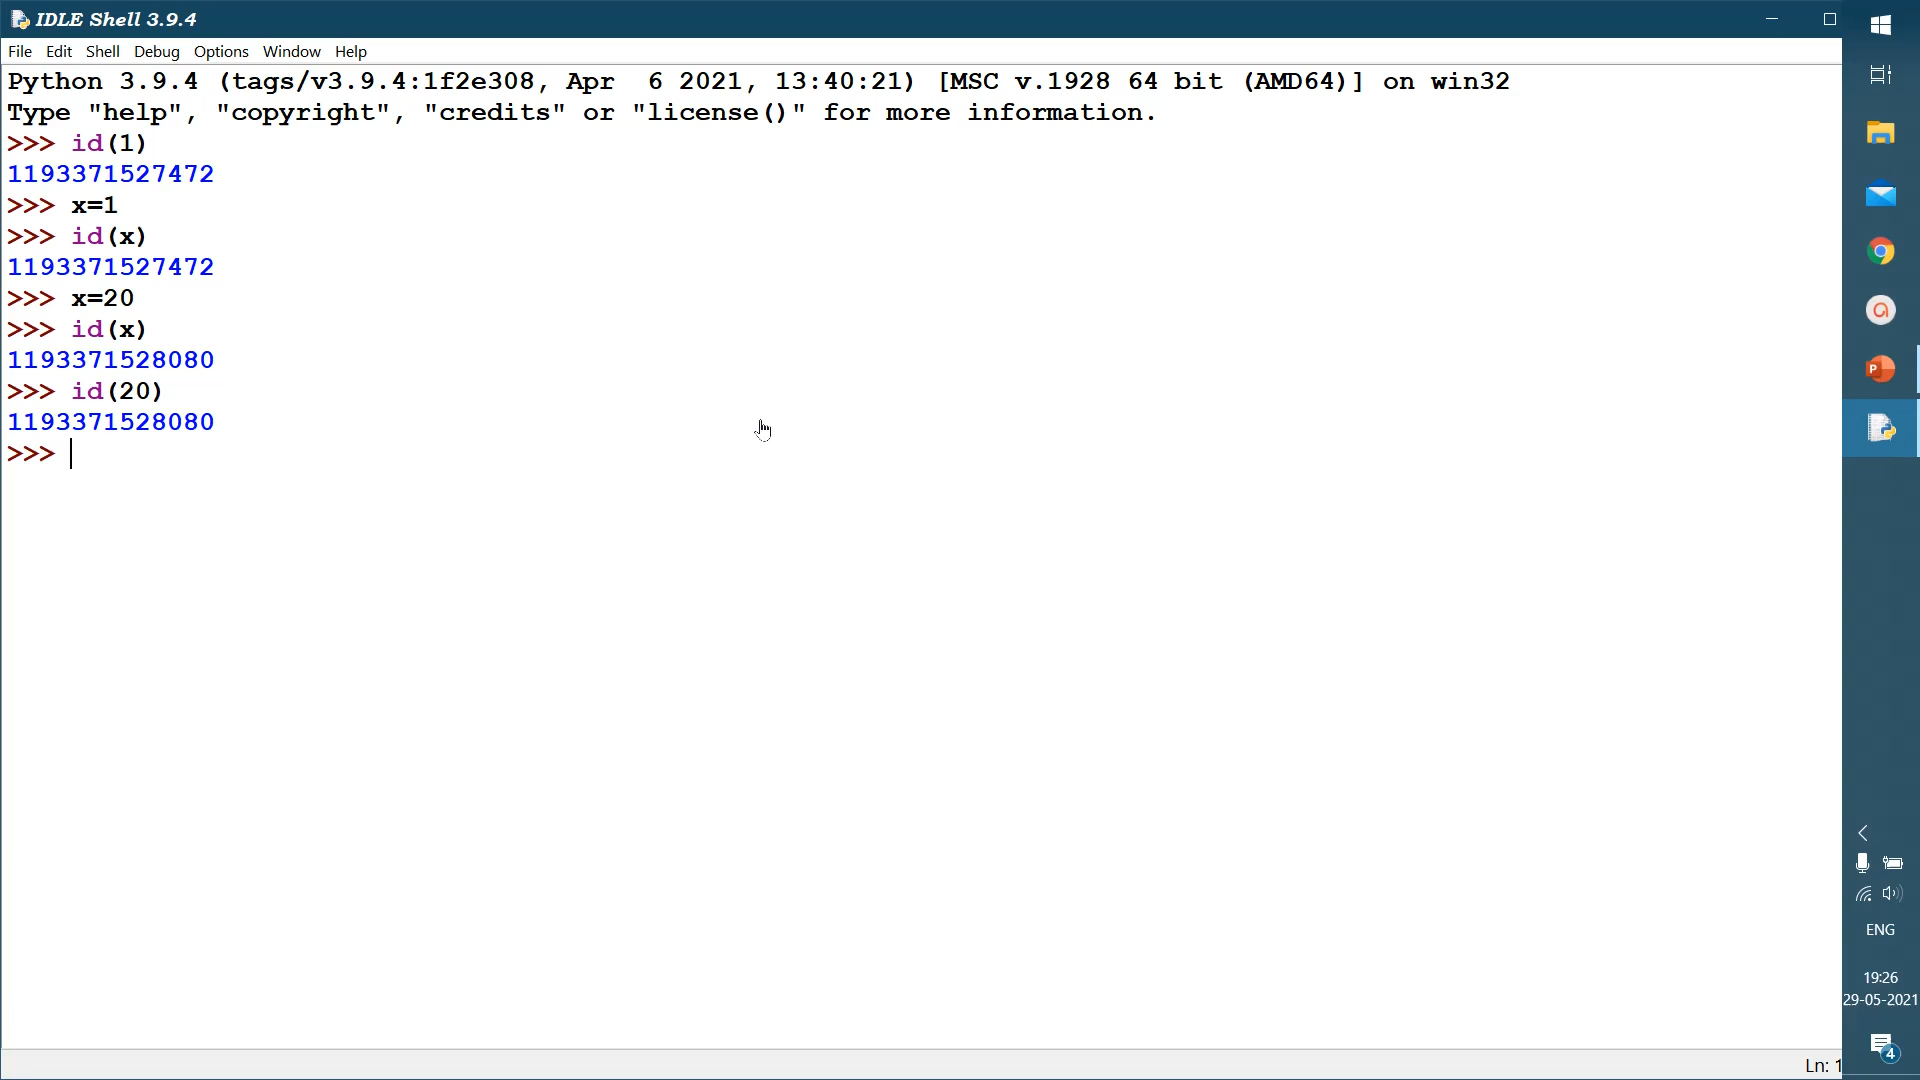 IDLE Shell 3.9.4
File Edit Shell Debug Options Window Help
Python 3.9.4 (tags/v3.9.4:1f2e308, Apr  6 2021, 13:40:21) [MSC v.1928 64 bit (AMD64)] on win32
Type "help", "copyright", "credits" or "license()" for more information.
>>> id(1)
1193371527472
>>> x=1
>>> id(x)
1193371527472
>>> x=20
>>> id(x)
1193371528080
>>> id(20)
1193371528080
>>>
P
ENG
19:26
29-05-2021
4
Ln: 1